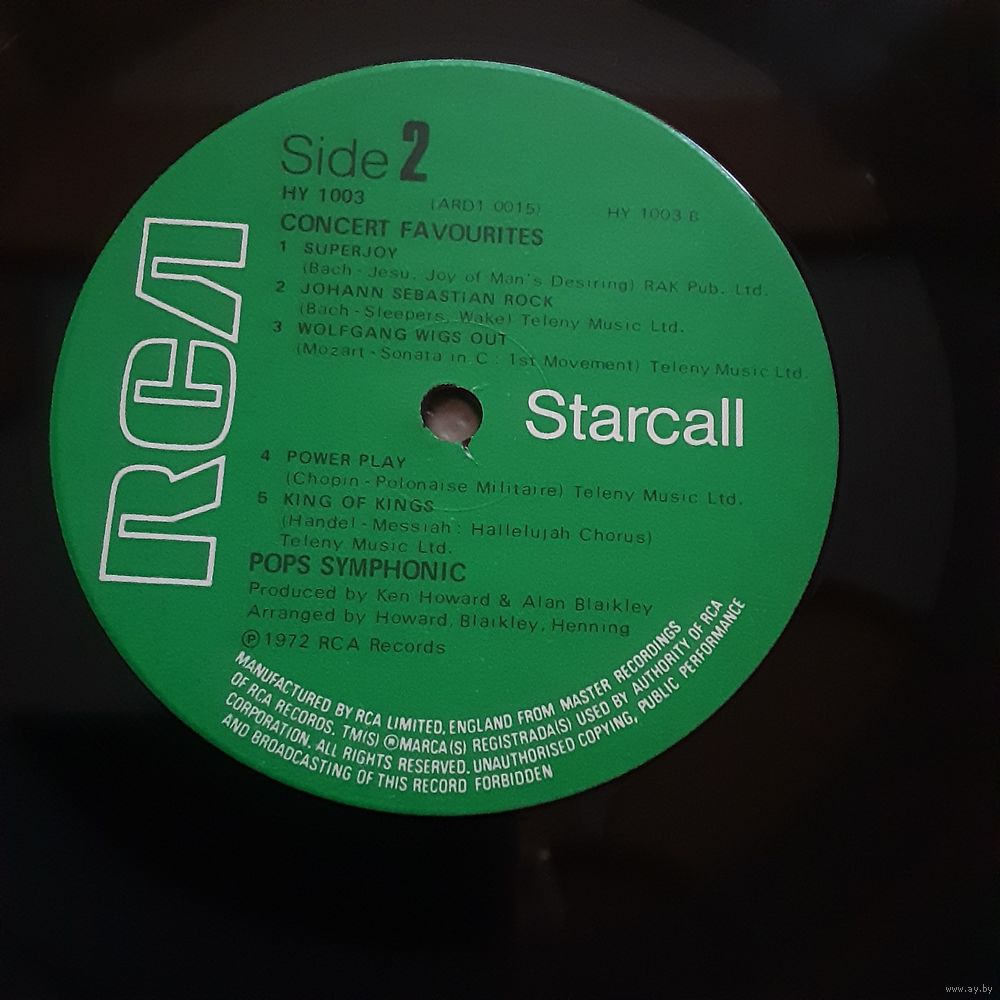 RCA
Side 2
HY 1003 (ARD1 0015) HY 1003 B
CONCERT FAVOURITES
1 SUPERJOY
(Bach - Jesu, Joy of Man's Desiring) RAK Pub. Ltd.
2 JOHANN SEBASTIAN ROCK
(Bach - Sleepers, Wake) Teleny Music Ltd.
3 WOLFGANG WIGS OUT
(Mozart - Sonata in C : 1st Movement) Teleny Music Ltd.
Starcall
4 POWER PLAY
(Chopin - Polonaise Militaire) Teleny Music Ltd.
5 KING OF KINGS
(Handel - Messiah : Hallelujah Chorus)
Teleny Music Ltd.
POPS SYMPHONIC
Produced by Ken Howard & Alan Blaikley
Arranged by Howard, Blaikley, Henning
℗1972 RCA Records
MANUFACTURED BY RCA LIMITED, ENGLAND FROM MASTER RECORDINGS
OF RCA RECORDS. TM(S) ®MARCA(S) REGISTRADA(S) USED BY AUTHORITY OF RCA
CORPORATION. ALL RIGHTS RESERVED. UNAUTHORISED COPYING, PUBLIC PERFORMANCE
AND BROADCASTING OF THIS RECORD FORBIDDEN
www.ay.by